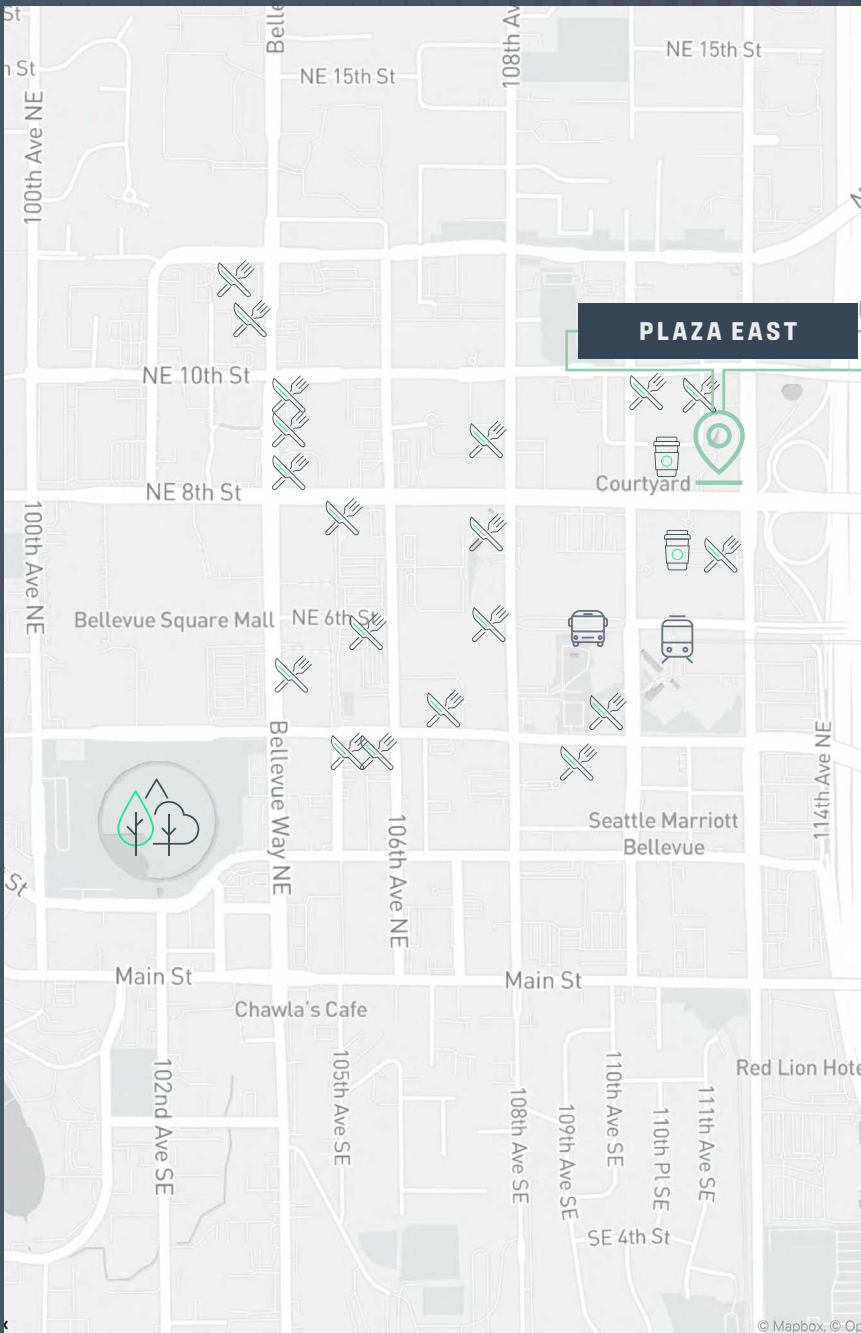 St
Belle
108th Av
NE 15th St
NE 15th St
n St
100th Ave NE
PLAZA EAST
NE 10th St
NE 8th St
Courtyard
100th Ave NE
Bellevue Square Mall
NE 6th St
Bellevue Way NE
114th Ave NE
106th Ave NE
Seattle Marriott
Bellevue
St
Main St
Main St
Chawla's Cafe
Red Lion Hote
102nd Ave SE
105th Ave SE
108th Ave SE
109th Ave SE
110th Ave SE
110th Pl SE
111th Ave SE
SE 4th St
x
© Mapbox, © Op